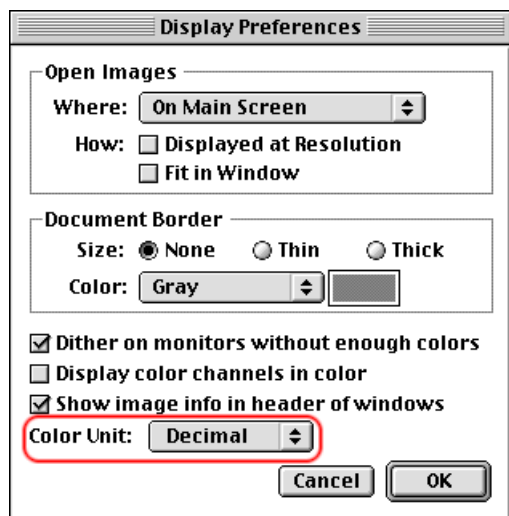 Display Preferences
Open Images
Where: On Main Screen
How: Displayed at Resolution
Fit in Window
Document Border
Size: None Thin Thick
Color: Gray
Dither on monitors without enough colors
Display color channels in color
Show image info in header of windows
Color Unit: Decimal
Cancel OK